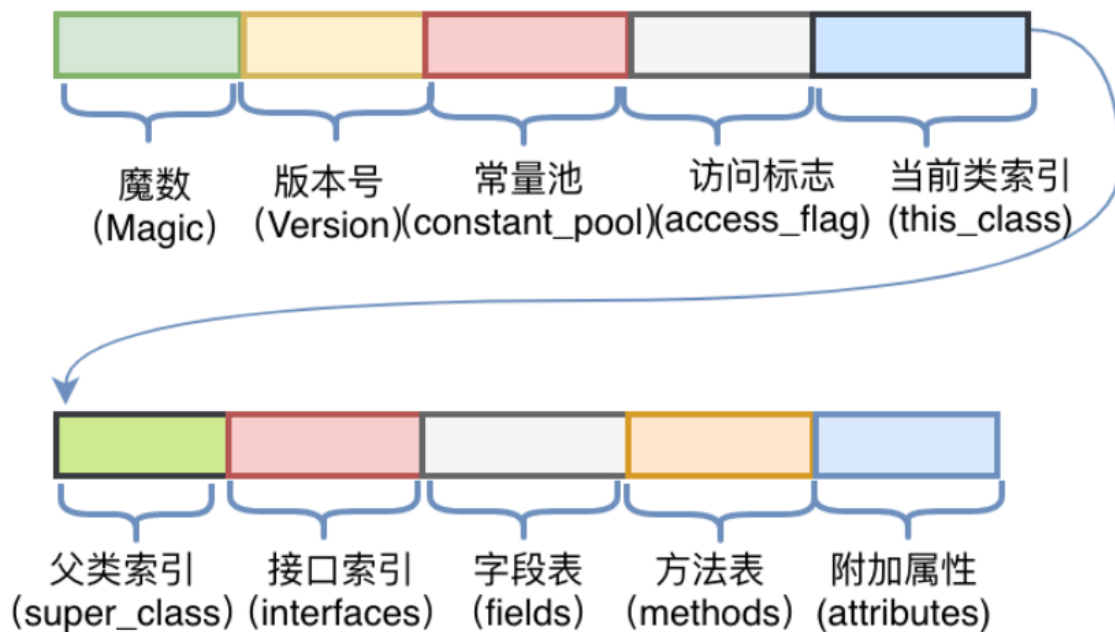 魔数 版本号 常量池 访问标志 当前类索引
(Magic) (Version) (constant_pool) (access_flag) (this_class)
父类索引 接口索引 字段表 方法表 附加属性
(super_class) (interfaces) (fields) (methods) (attributes)